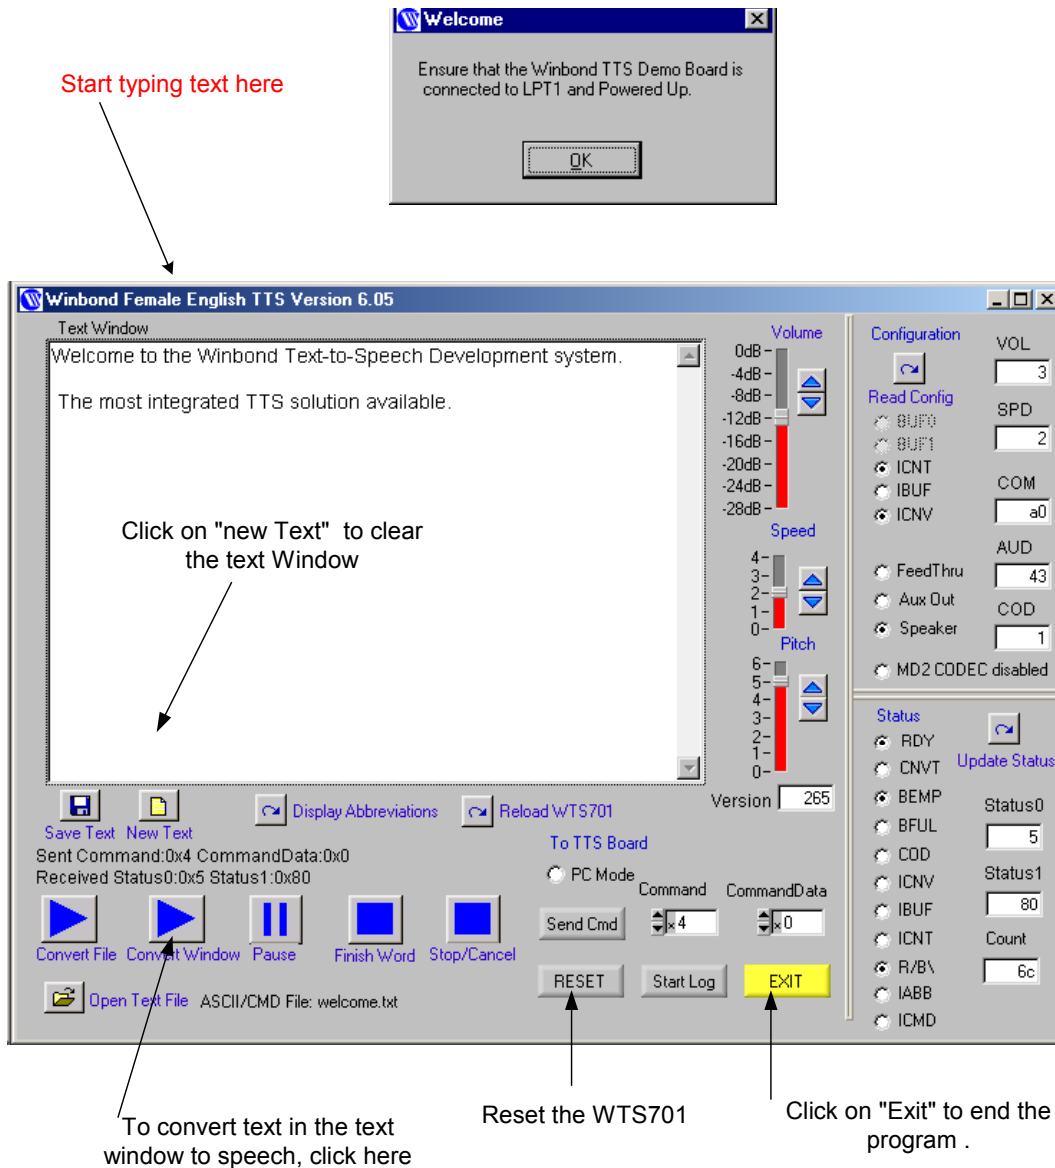 Welcome
Ensure that the Winbond TTS Demo Board is
connected to LPT1 and Powered Up.
OK
Start typing text here
Winbond Female English TTS Version 6.05
Text Window
Welcome to the Winbond Text-to-Speech Development system.
The most integrated TTS solution available.
Click on "new Text" to clear
the text Window
Volume
0dB
-4dB
-8dB
-12dB
-16dB
-20dB
-24dB
-28dB
Speed
4
3
2
1
0
Pitch
6
5
4
3
2
1
0
Version 265
Configuration
Read Config
BUF0
BUF1
ICNT
IBUF
ICNV
FeedThru
Aux Out
Speaker
MD2 CODEC disabled
VOL
3
SPD
2
COM
a0
AUD
43
COD
1
Status
RDY
CNVT
BEMP
BFUL
COD
ICNV
IBUF
ICNT
R/B\
IABB
ICMD
Update Status
Status0
5
Status1
80
Count
6c
Save Text New Text
Display Abbreviations
Reload WTS701
Sent Command:0x4 CommandData:0x0
Received Status0:0x5 Status1:0x80
To TTS Board
PC Mode
Command
CommandData
Send Cmd
x 4
x 0
Convert File Convert Window Pause Finish Word Stop/Cancel
RESET
Start Log
EXIT
Open Text File ASCII/CMD File: welcome.txt
To convert text in the text
window to speech, click here
Reset the WTS701
Click on "Exit" to end the
program .